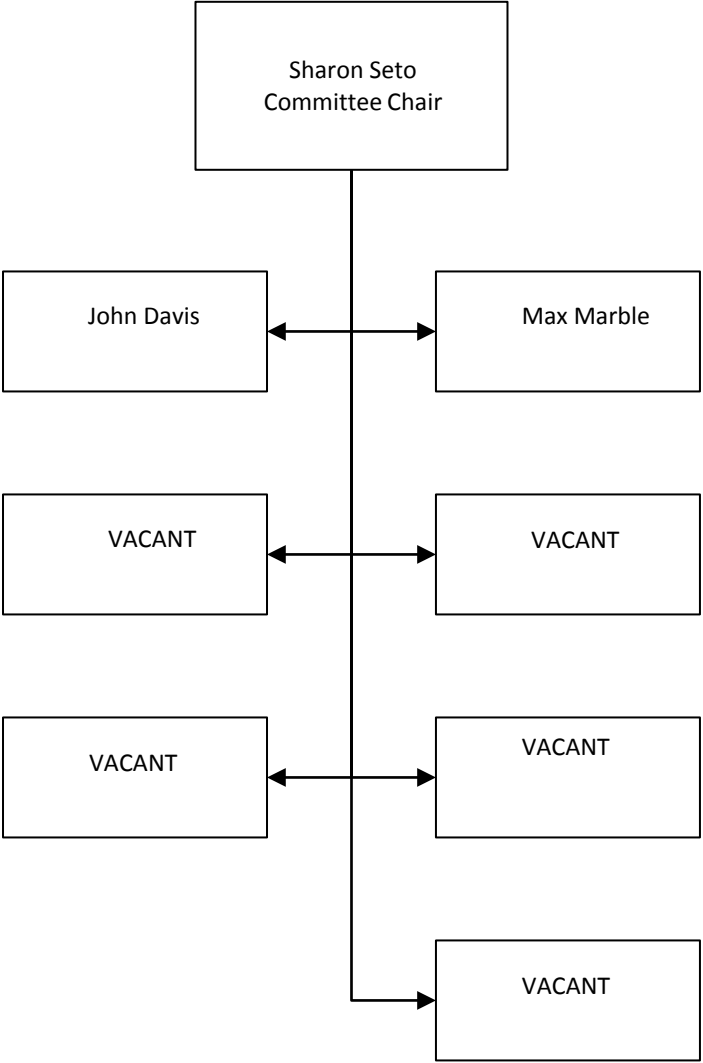 Sharon Seto
Committee Chair
John Davis
Max Marble
VACANT
VACANT
VACANT
VACANT
VACANT